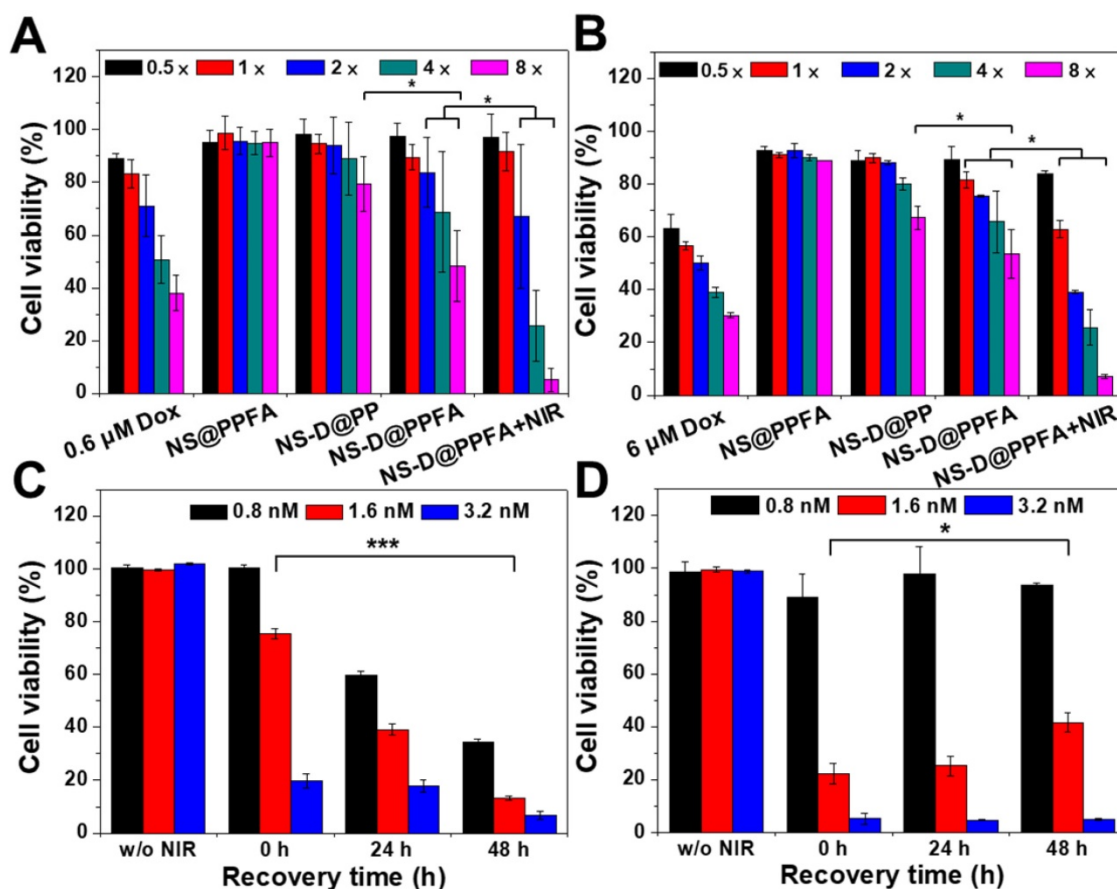 A
0.5 × 1 × 2 × 4 × 8 ×
* *
Cell viability (%)
120
100
80
60
40
20
0
0.6 µM Dox
NS@PPFA
NS-D@PP
NS-D@PPFA
NS-D@PPFA+NIR
B
0.5 × 1 × 2 × 4 × 8 ×
* *
Cell viability (%)
120
100
80
60
40
20
0
6 µM Dox
NS@PPFA
NS-D@PP
NS-D@PPFA
NS-D@PPFA+NIR
C
0.8 nM 1.6 nM 3.2 nM
***
Cell viability (%)
120
100
80
60
40
20
0
w/o NIR 0 h 24 h 48 h
Recovery time (h)
D
0.8 nM 1.6 nM 3.2 nM
*
Cell viability (%)
120
100
80
60
40
20
0
w/o NIR 0 h 24 h 48 h
Recovery time (h)